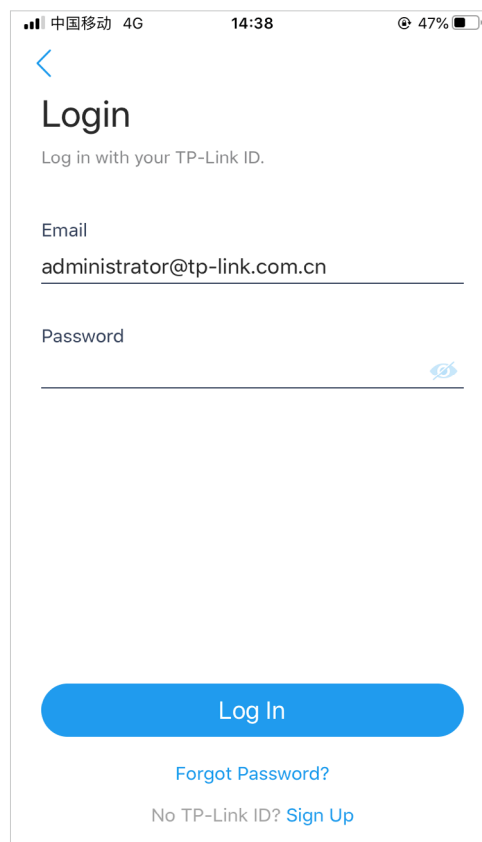 中国移动 4G 14:38 47%
Login
Log in with your TP-Link ID.
Email
administrator@tp-link.com.cn
Password
Log In
Forgot Password?
No TP-Link ID? Sign Up